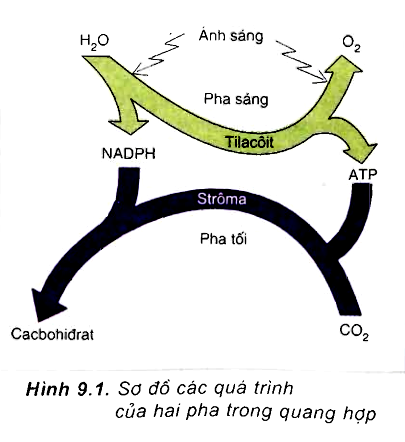 H₂O
Ánh sáng
O₂
Pha sáng
Tilacôit
NADPH
ATP
Strôma
Pha tối
Cacbohiđrat
CO₂
Hình 9.1. Sơ đồ các quá trình
của hai pha trong quang hợp